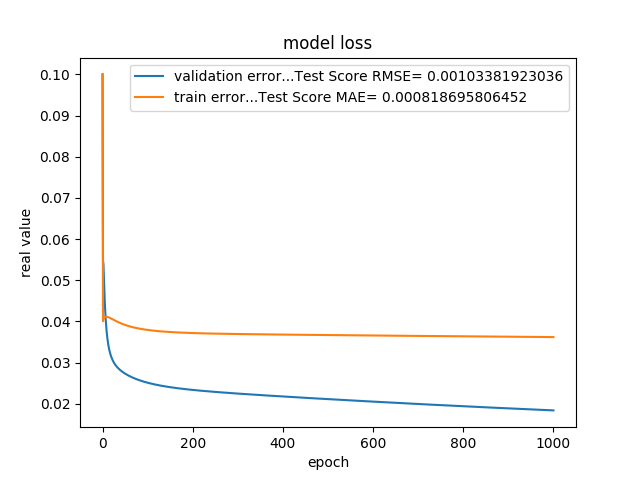 model loss
validation error...Test Score RMSE= 0.00103381923036
train error...Test Score MAE= 0.000818695806452
real value
0.10
0.09
0.08
0.07
0.06
0.05
0.04
0.03
0.02
0 200 400 600 800 1000
epoch